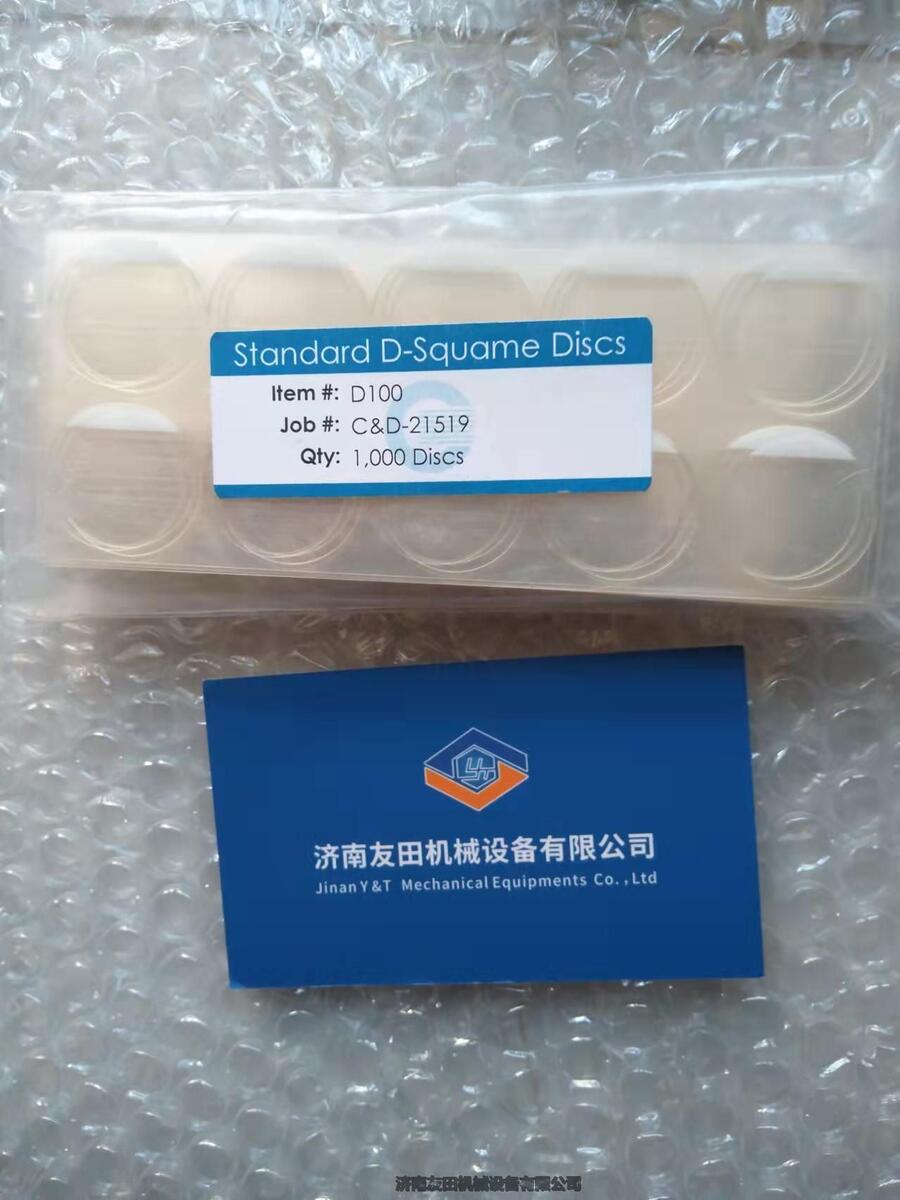 Standard D-Squame Discs
Item #: D100
Job #: C&D-21519
Qty: 1,000 Discs
济南友田机械设备有限公司
Jinan Y&T Mechanical Equipments Co.,Ltd
济南友田机械设备有限公司